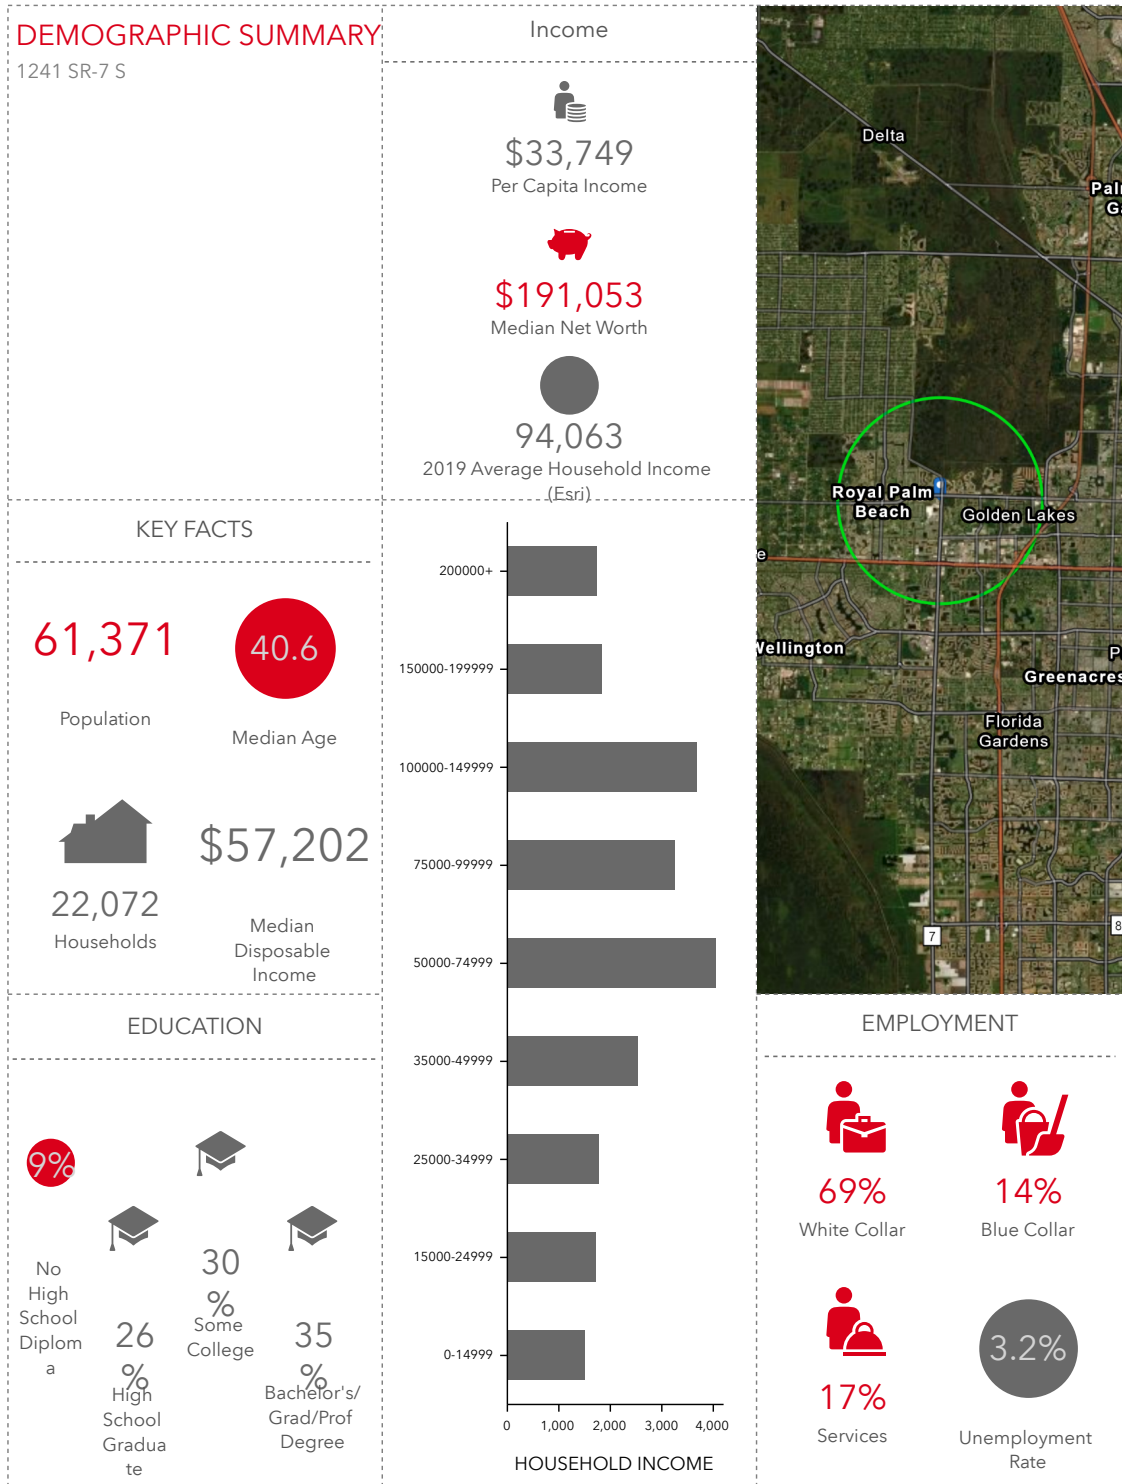 DEMOGRAPHIC SUMMARY
1241 SR-7 S
Income
$33,749
Per Capita Income
$191,053
Median Net Worth
94,063
2019 Average Household Income
(Esri)
Delta
Royal Palm
Beach
Golden Lakes
Wellington
Greenacres
Florida
Gardens
7
8
KEY FACTS
61,371
Population
40.6
Median Age
22,072
Households
$57,202
Median
Disposable
Income
200000+
150000-199999
100000-149999
75000-99999
50000-74999
35000-49999
25000-34999
15000-24999
0-14999
0
1,000
2,000
3,000
4,000
HOUSEHOLD INCOME
EDUCATION
9%
No
High
School
Diplom
a
26
%
High
School
Gradua
te
30
%
Some
College
35
%
Bachelor's/
Grad/Prof
Degree
EMPLOYMENT
69%
White Collar
14%
Blue Collar
17%
Services
3.2%
Unemployment
Rate